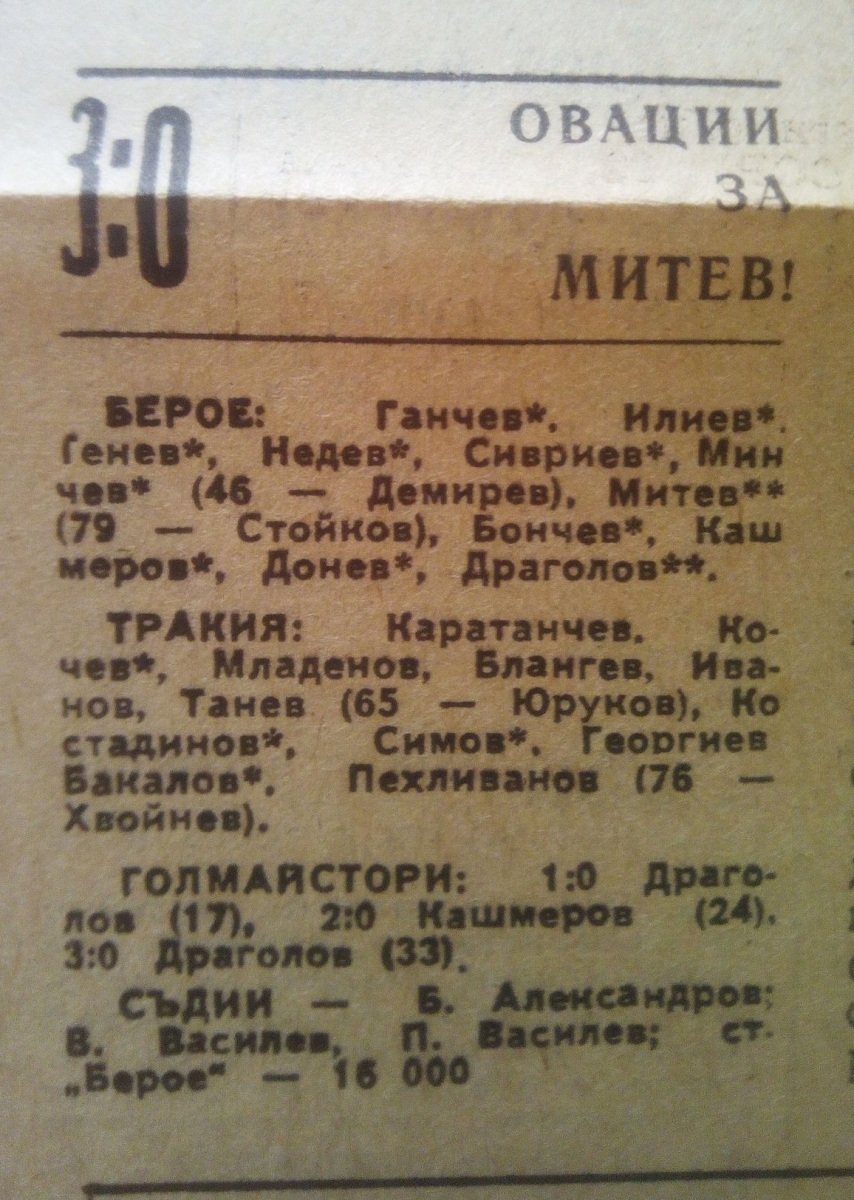 3:0
ОВАЦИИ
ЗА
МИТЕВ!
БЕРОЕ: Ганчев*, Илиев*,
Генев*, Недев*, Сивриев*, Мин
чев* (46 — Демирев), Митев**
(79 — Стойков), Бончев*, Каш
меров*, Донев*, Драголов**.
ТРАКИЯ: Каратанчев, Ко-
чев*, Младенов, Блангев, Ива-
нов, Танев (65 — Юруков), Ко
стадинов*, Симов*, Георгиев
Бакалов*, Пехливанов (76 —
Хвойнев).
ГОЛМАЙСТОРИ: 1:0 Драго-
лов (17), 2:0 Кашмеров (24),
3:0 Драголов (33).
СЪДИИ — Б. Александров;
В. Василев, П. Василев; ст.
„Берое“ — 16 000